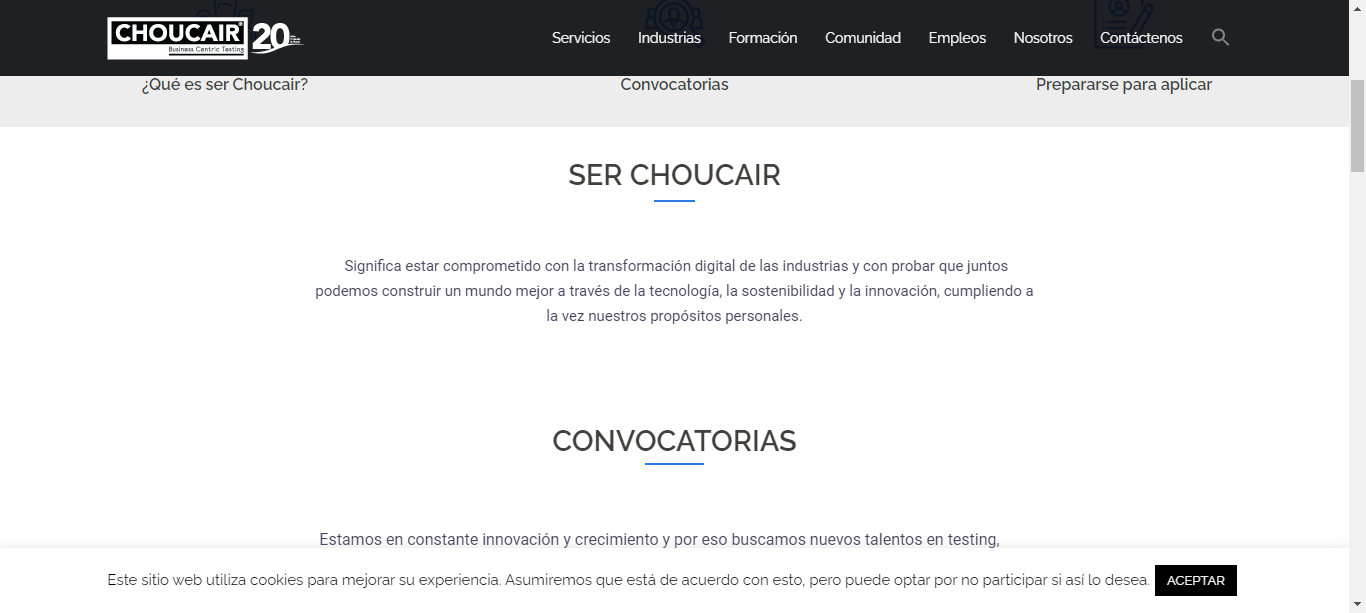 CHOUCAIR®
Business Centric Testing
20
Servicios
Industrias
Formación
Comunidad
Empleos
Nosotros
Contáctenos
¿Qué es ser Choucair?
Convocatorias
Prepararse para aplicar
SER CHOUCAIR
Significa estar comprometido con la transformación digital de las industrias y con probar que juntos
podemos construir un mundo mejor a través de la tecnología, la sostenibilidad y la innovación, cumpliendo a
la vez nuestros propósitos personales.
CONVOCATORIAS
Estamos en constante innovación y crecimiento y por eso buscamos nuevos talentos en testing,
Este sitio web utiliza cookies para mejorar su experiencia. Asumiremos que está de acuerdo con esto, pero puede optar por no participar si así lo desea.
ACEPTAR